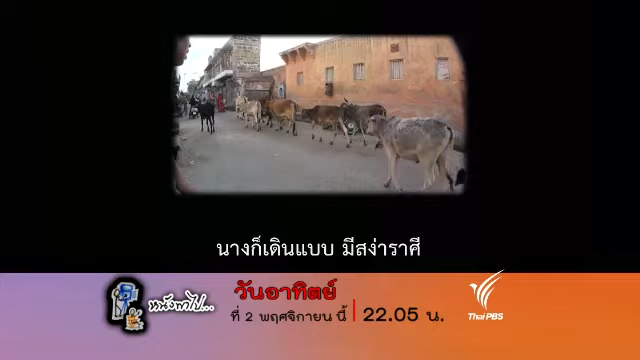 นางก็เดินแบบ มีสง่าราศี
หนังพาไป...
วันอาทิตย์
ที่ 2 พฤศจิกายน นี้
22.05 น.
Thai PBS